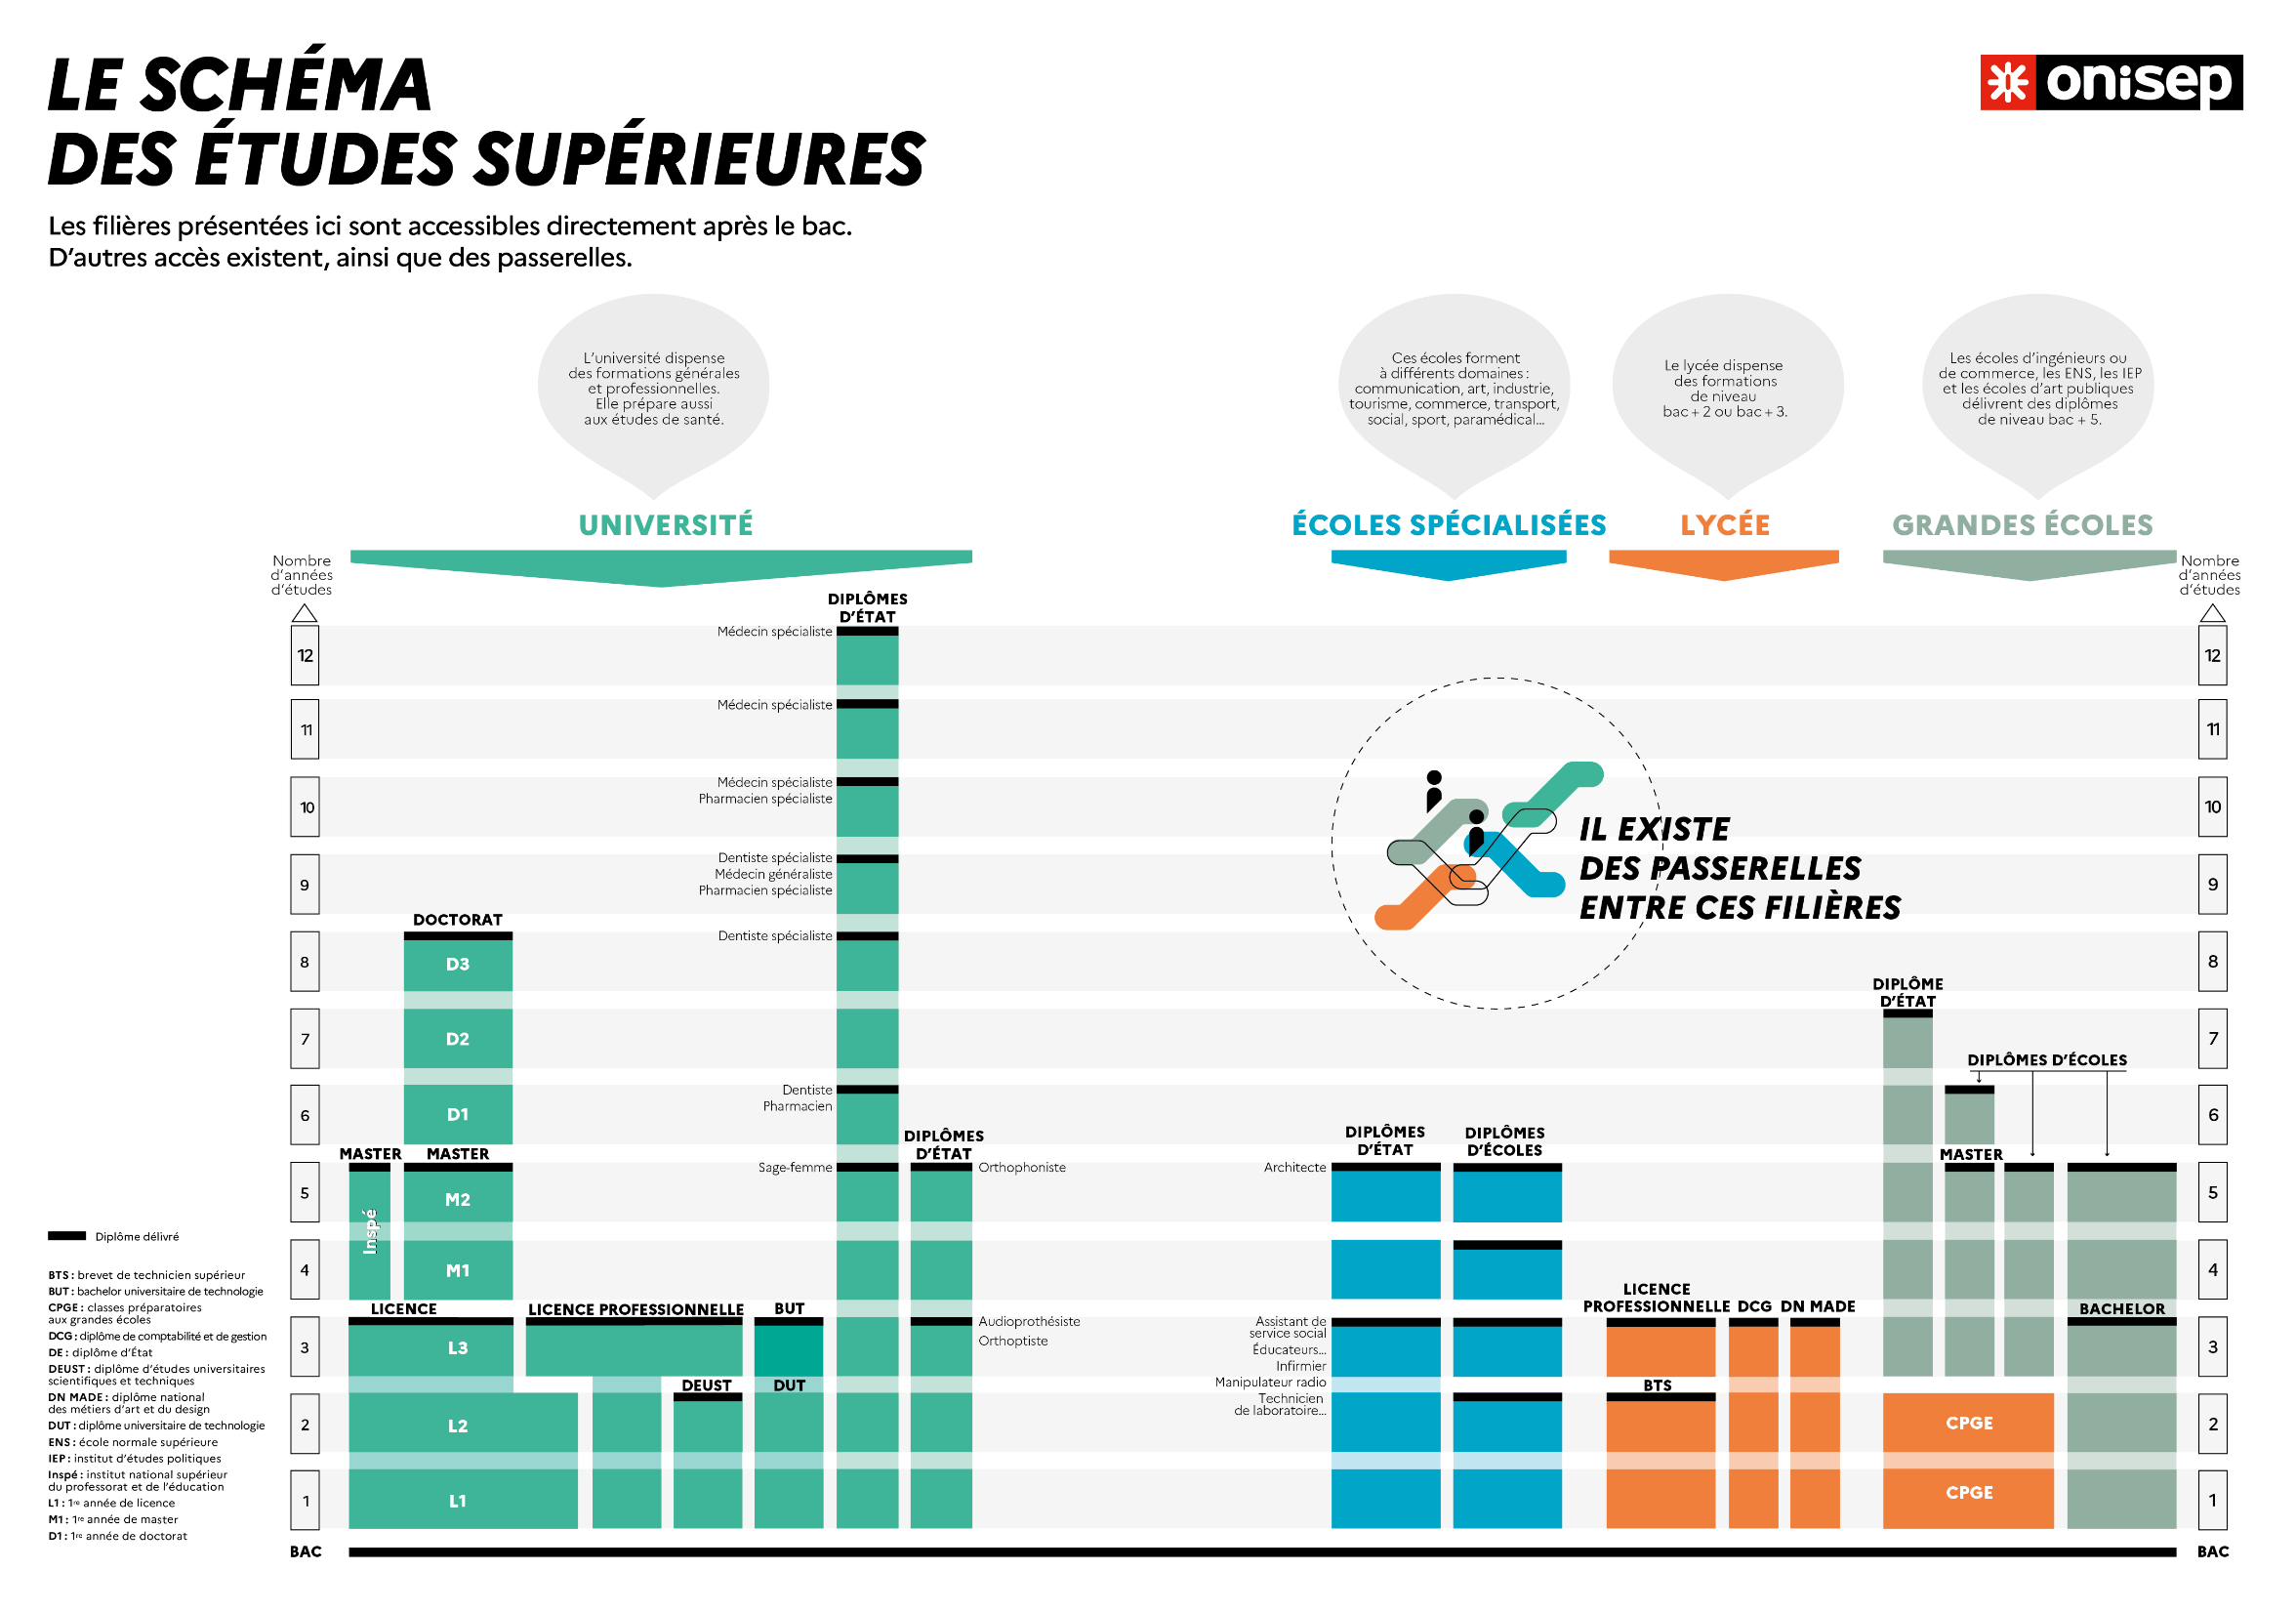 LE SCHÉMA
DES ÉTUDES SUPÉRIEURES
onisep
Les filières présentées ici sont accessibles directement après le bac.
D’autres accès existent, ainsi que des passerelles.
L’université dispense
des formations générales
et professionnelles.
Elle prépare aussi
aux études de santé.
Ces écoles forment
à différents domaines :
communication, art, industrie,
tourisme, commerce, transport,
social, sport, paramédical...
Le lycée dispense
des formations
de niveau
bac + 2 ou bac + 3.
Les écoles d’ingénieurs ou
de commerce, les ENS, les IEP
et les écoles d’art publiques
délivrent des diplômes
de niveau bac + 5.
UNIVERSITÉ
ÉCOLES SPÉCIALISÉES
LYCÉE
GRANDES ÉCOLES
Nombre
d’années
d’études
Nombre
d’années
d’études
DIPLÔMES
D’ÉTAT
12
Médecin spécialiste
12
11
Médecin spécialiste
11
10
Médecin spécialiste
Pharmacien spécialiste
10
IL EXISTE
DES PASSERELLES
ENTRE CES FILIÈRES
9
Dentiste spécialiste
Médecin généraliste
Pharmacien spécialiste
9
DOCTORAT
8
D3
Dentiste spécialiste
8
DIPLÔME
D’ÉTAT
7
D2
7
DIPLÔMES D’ÉCOLES
6
D1
Dentiste
Pharmacien
6
MASTER
MASTER
DIPLÔMES
D’ÉTAT
DIPLÔMES
D’ÉTAT
DIPLÔMES
D’ÉCOLES
MASTER
5
M2
Sage-femme
Orthophoniste
Architecte
5
Inspé
4
M1
4
LICENCE
LICENCE PROFESSIONNELLE
BUT
LICENCE
PROFESSIONNELLE
DCG
DN MADE
BACHELOR
3
L3
Audioprothésiste
Orthoptiste
Assistant de
service social
Éducateurs...
Infirmier
Manipulateur radio
Technicien
de laboratoire...
3
DEUST
DUT
BTS
2
L2
CPGE
2
1
L1
CPGE
1
BAC
BAC
Diplôme délivré
BTS : brevet de technicien supérieur
BUT : bachelor universitaire de technologie
CPGE : classes préparatoires
aux grandes écoles
DCG : diplôme de comptabilité et de gestion
DE : diplôme d’État
DEUST : diplôme d’études universitaires
scientifiques et techniques
DN MADE : diplôme national
des métiers d’art et du design
DUT : diplôme universitaire de technologie
ENS : école normale supérieure
IEP : institut d’études politiques
Inspé : institut national supérieur
du professorat et de l’éducation
L1 : 1re année de licence
M1 : 1re année de master
D1 : 1re année de doctorat